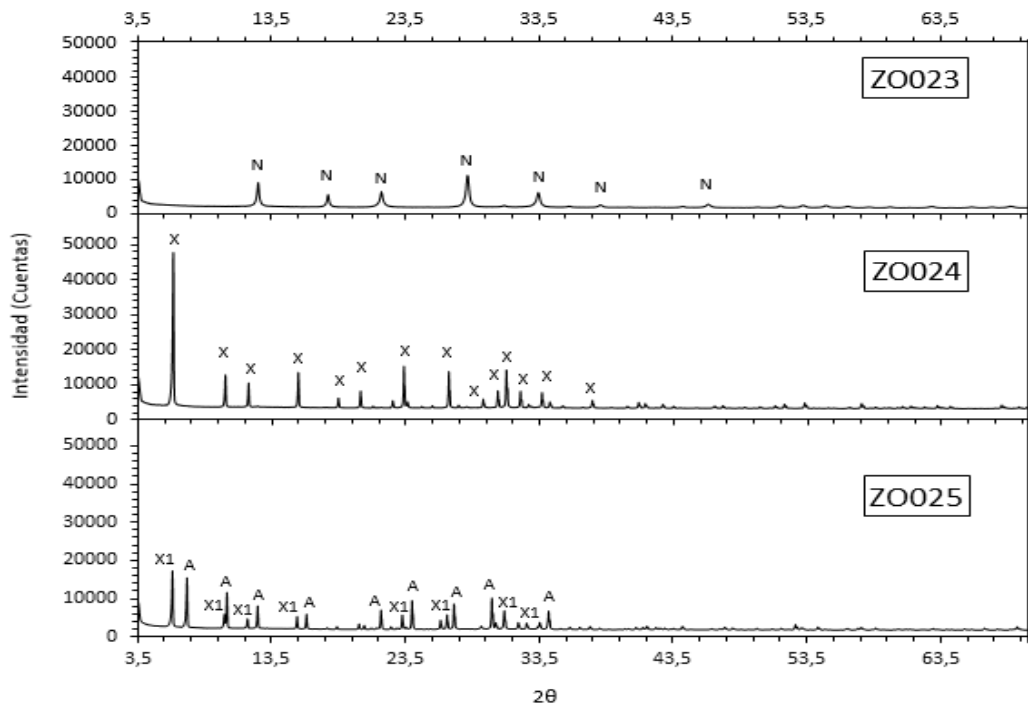 3,5 13,5 23,5 33,5 43,5 53,5 63,5
50000
40000
30000
20000
10000
0
ZO023
N N N N N N N
50000
40000
30000
20000
10000
0
ZO024
X X X X X X X X X X X X X X
Intensidad (Cuentas)
50000
40000
30000
20000
10000
0
ZO025
X1 A X1 A X1 A X1 A A X1 A X1 A A X1 X1 A
3,5 13,5 23,5 33,5 43,5 53,5 63,5
2θ